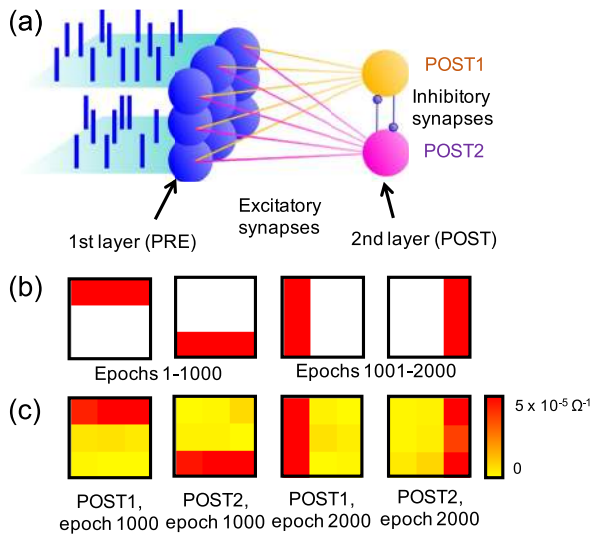 (a)
POST1
Inhibitory
synapses
POST2
Excitatory
synapses
1st layer (PRE)
2nd layer (POST)
(b)
Epochs 1-1000
Epochs 1001-2000
(c)
5 x 10⁻⁵ Ω⁻¹
0
POST1,
epoch 1000
POST2,
epoch 1000
POST1,
epoch 2000
POST2,
epoch 2000